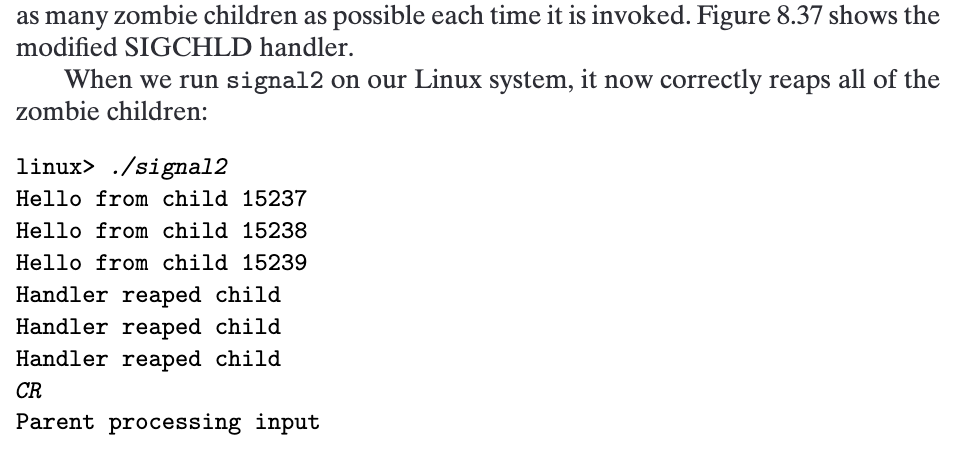 as many zombie children as possible each time it is invoked. Figure 8.37 shows the
modified SIGCHLD handler.
When we run signal2 on our Linux system, it now correctly reaps all of the
zombie children:
linux> ./signal2
Hello from child 15237
Hello from child 15238
Hello from child 15239
Handler reaped child
Handler reaped child
Handler reaped child
CR
Parent processing input